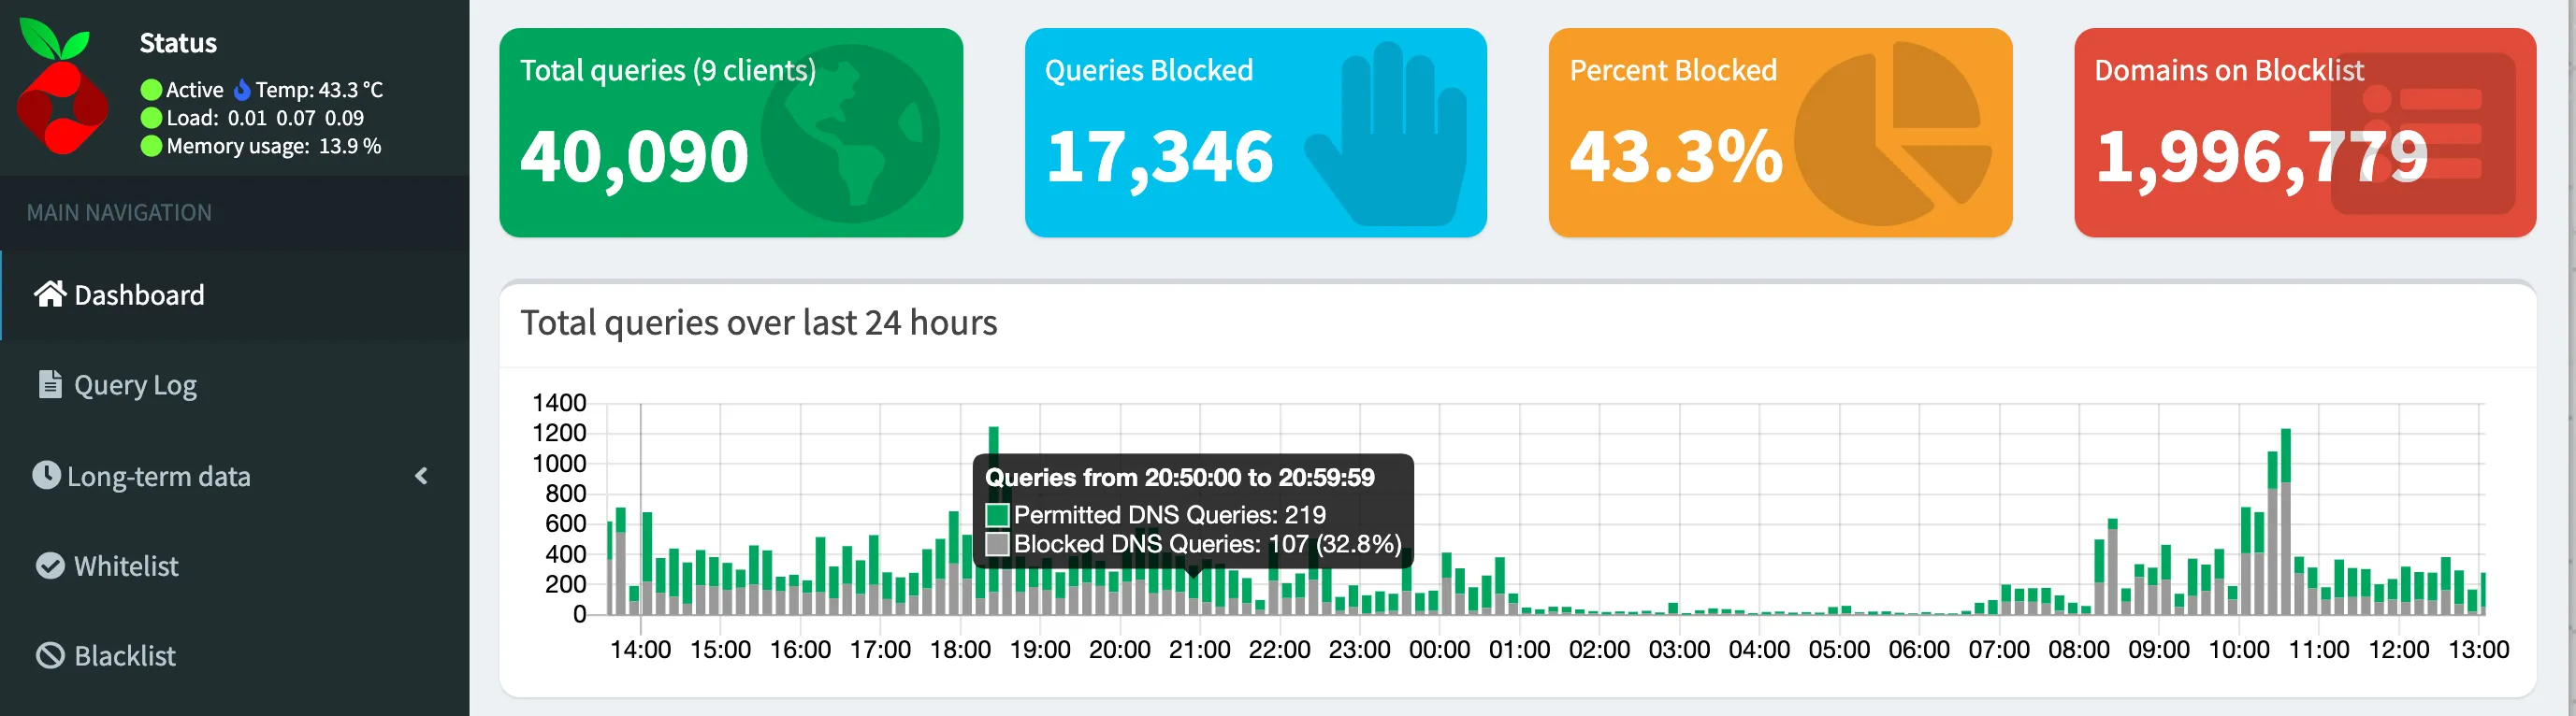 Status
Active Temp: 43.3 °C
Load: 0.01 0.07 0.09
Memory usage: 13.9 %
MAIN NAVIGATION
Dashboard
Query Log
Long-term data
Whitelist
Blacklist
Total queries (9 clients)
40,090
Queries Blocked
17,346
Percent Blocked
43.3%
Domains on Blocklist
1,996,779
Total queries over last 24 hours
1400
1200
1000
800
600
400
200
0
Queries from 20:50:00 to 20:59:59
Permitted DNS Queries: 219
Blocked DNS Queries: 107 (32.8%)
14:00 15:00 16:00 17:00 18:00 19:00 20:00 21:00 22:00 23:00 00:00 01:00 02:00 03:00 04:00 05:00 06:00 07:00 08:00 09:00 10:00 11:00 12:00 13:00